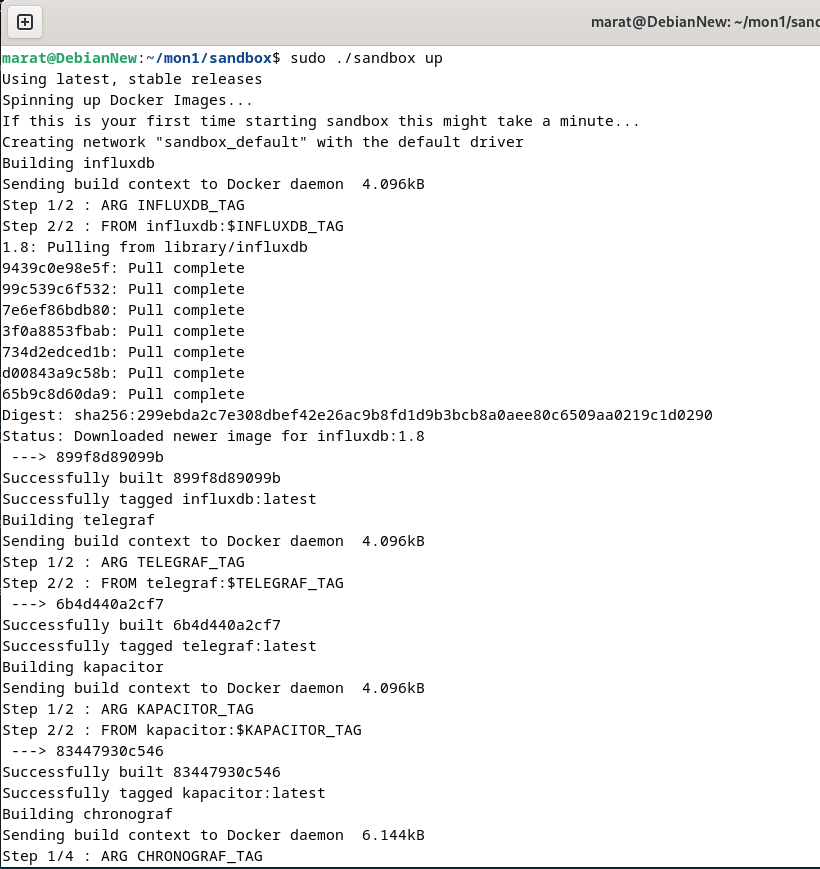 marat@DebianNew: ~/mon1/sand
marat@DebianNew:~/mon1/sandbox$ sudo ./sandbox up
Using latest, stable releases
Spinning up Docker Images...
If this is your first time starting sandbox this might take a minute...
Creating network "sandbox_default" with the default driver
Building influxdb
Sending build context to Docker daemon  4.096kB
Step 1/2 : ARG INFLUXDB_TAG
Step 2/2 : FROM influxdb:$INFLUXDB_TAG
1.8: Pulling from library/influxdb
9439c0e98e5f: Pull complete
99c539c6f532: Pull complete
7e6ef86bdb80: Pull complete
3f0a8853fbab: Pull complete
734d2edced1b: Pull complete
d00843a9c58b: Pull complete
65b9c8d60da9: Pull complete
Digest: sha256:299ebda2c7e308dbef42e26ac9b8fd1d9b3bcb8a0aee80c6509aa0219c1d0290
Status: Downloaded newer image for influxdb:1.8
 ---> 899f8d89099b
Successfully built 899f8d89099b
Successfully tagged influxdb:latest
Building telegraf
Sending build context to Docker daemon  4.096kB
Step 1/2 : ARG TELEGRAF_TAG
Step 2/2 : FROM telegraf:$TELEGRAF_TAG
 ---> 6b4d440a2cf7
Successfully built 6b4d440a2cf7
Successfully tagged telegraf:latest
Building kapacitor
Sending build context to Docker daemon  4.096kB
Step 1/2 : ARG KAPACITOR_TAG
Step 2/2 : FROM kapacitor:$KAPACITOR_TAG
 ---> 83447930c546
Successfully built 83447930c546
Successfully tagged kapacitor:latest
Building chronograf
Sending build context to Docker daemon  6.144kB
Step 1/4 : ARG CHRONOGRAF_TAG